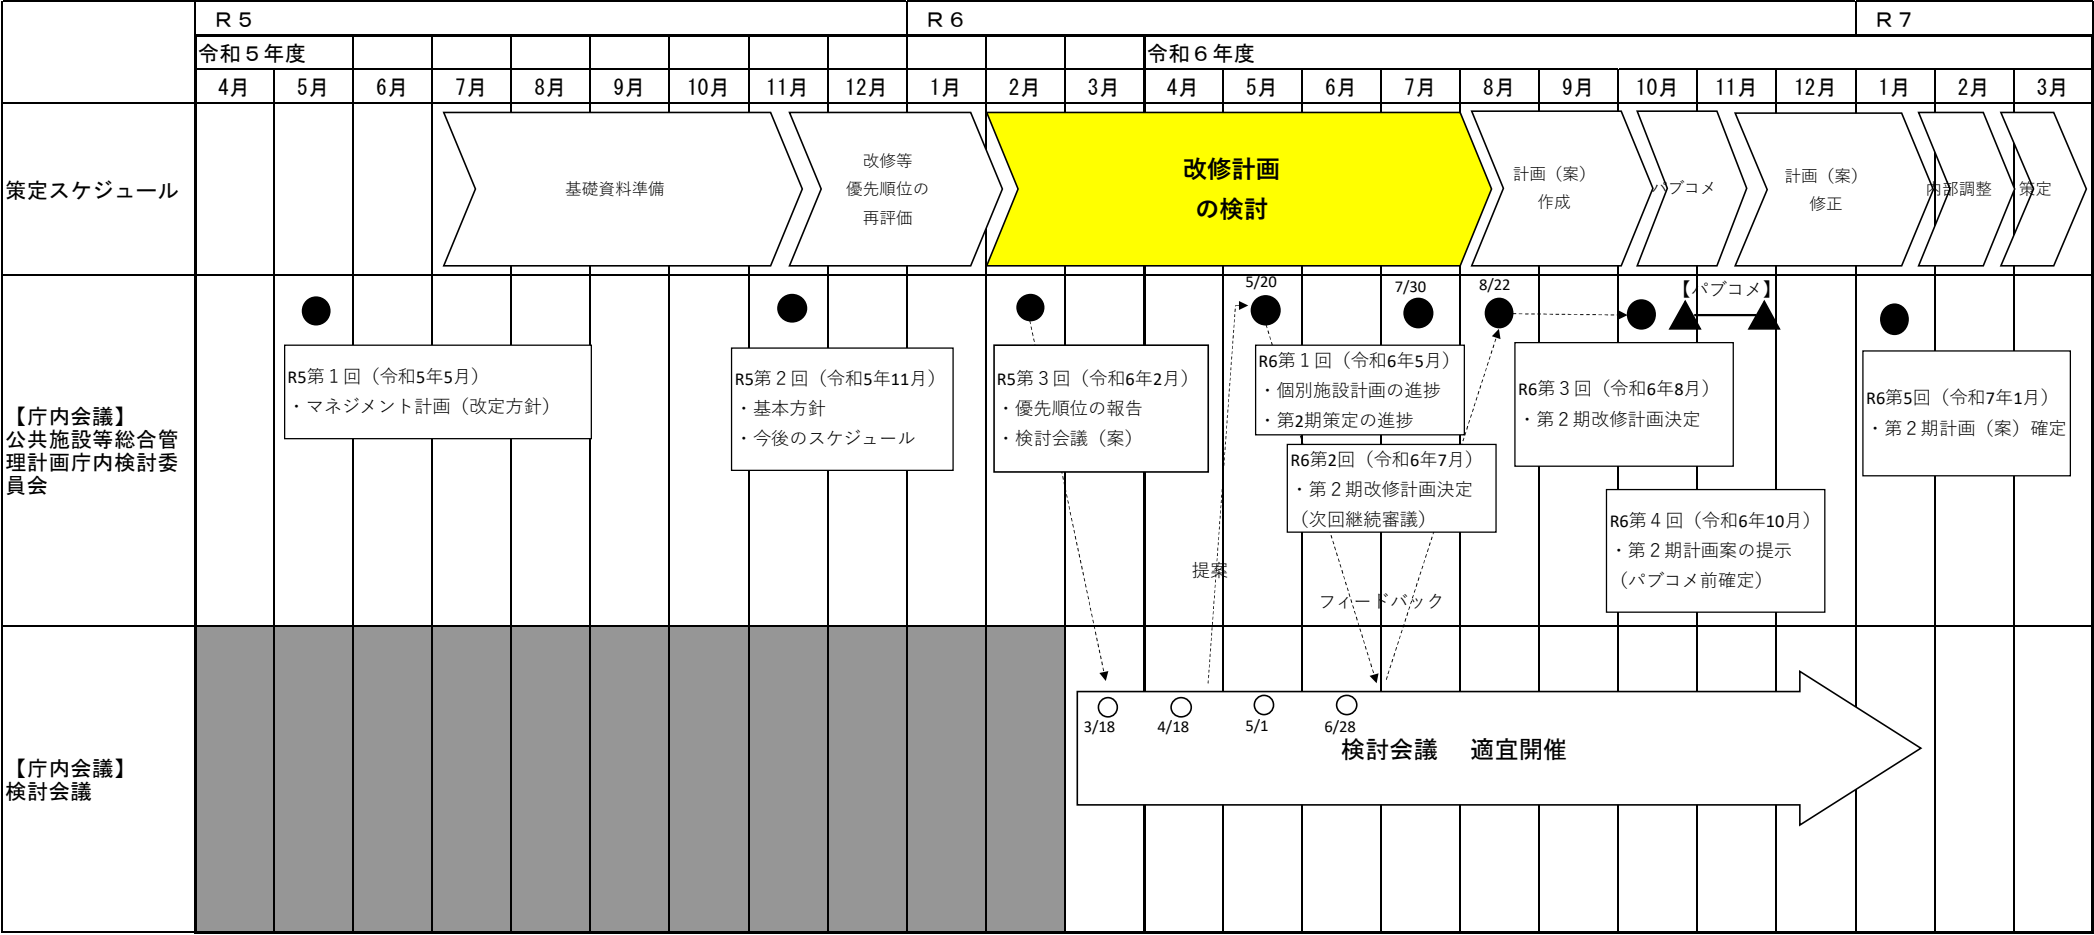 Ｒ５
Ｒ６
Ｒ７
令和５年度
令和６年度
4月 5月 6月 7月 8月 9月 10月 11月 12月 1月 2月 3月 4月 5月 6月 7月 8月 9月 10月 11月 12月 1月 2月 3月
策定スケジュール
基礎資料準備
改修等
優先順位の
再評価
改修計画
の検討
計画（案）
作成
パブコメ
計画（案）
修正
内部調整
策定
【庁内会議】
公共施設等総合管
理計画庁内検討委
員会
5/20
7/30
8/22
【パブコメ】
R5第１回（令和5年5月）
・マネジメント計画（改定方針）
R5第２回（令和5年11月）
・基本方針
・今後のスケジュール
R5第３回（令和6年2月）
・優先順位の報告
・検討会議（案）
R6第１回（令和6年5月）
・個別施設計画の進捗
・第2期策定の進捗
R6第2回（令和6年7月）
・第２期改修計画決定
（次回継続審議）
R6第３回（令和6年8月）
・第２期改修計画決定
R6第４回（令和6年10月）
・第２期計画案の提示
（パブコメ前確定）
R6第5回（令和7年1月）
・第２期計画（案）確定
提案
フィードバック
【庁内会議】
検討会議
3/18
4/18
5/1
6/28
検討会議　適宜開催